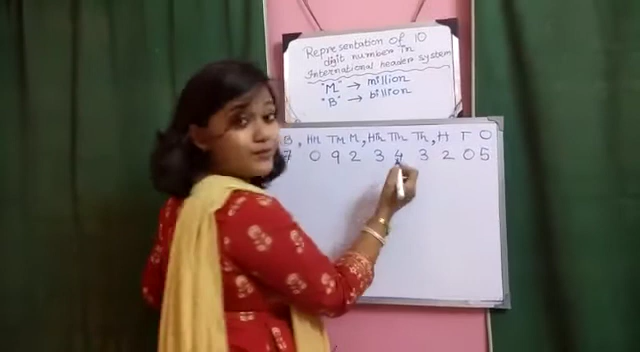 Representation of 10
digit number in
International header system
"M" → million
"B" → billion
B, HM TM M, HTh TTh Th, H T O
7 0 9 2 3 4 3 2 0 5